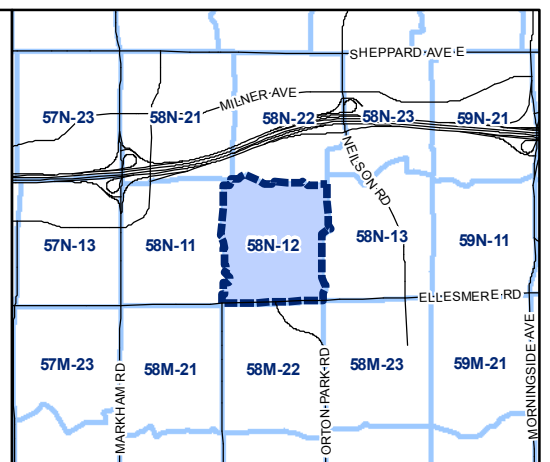 SHEPPARD AVE E
MILNER AVE
57N-23
58N-21
58N-22
58N-23
59N-21
NEILSON RD
57N-13
58N-11
58N-12
58N-13
59N-11
ELLESMERE RD
57M-23
58M-21
58M-22
58M-23
59M-21
MARKHAM RD
ORTON PARK RD
MORNINGSIDE AVE